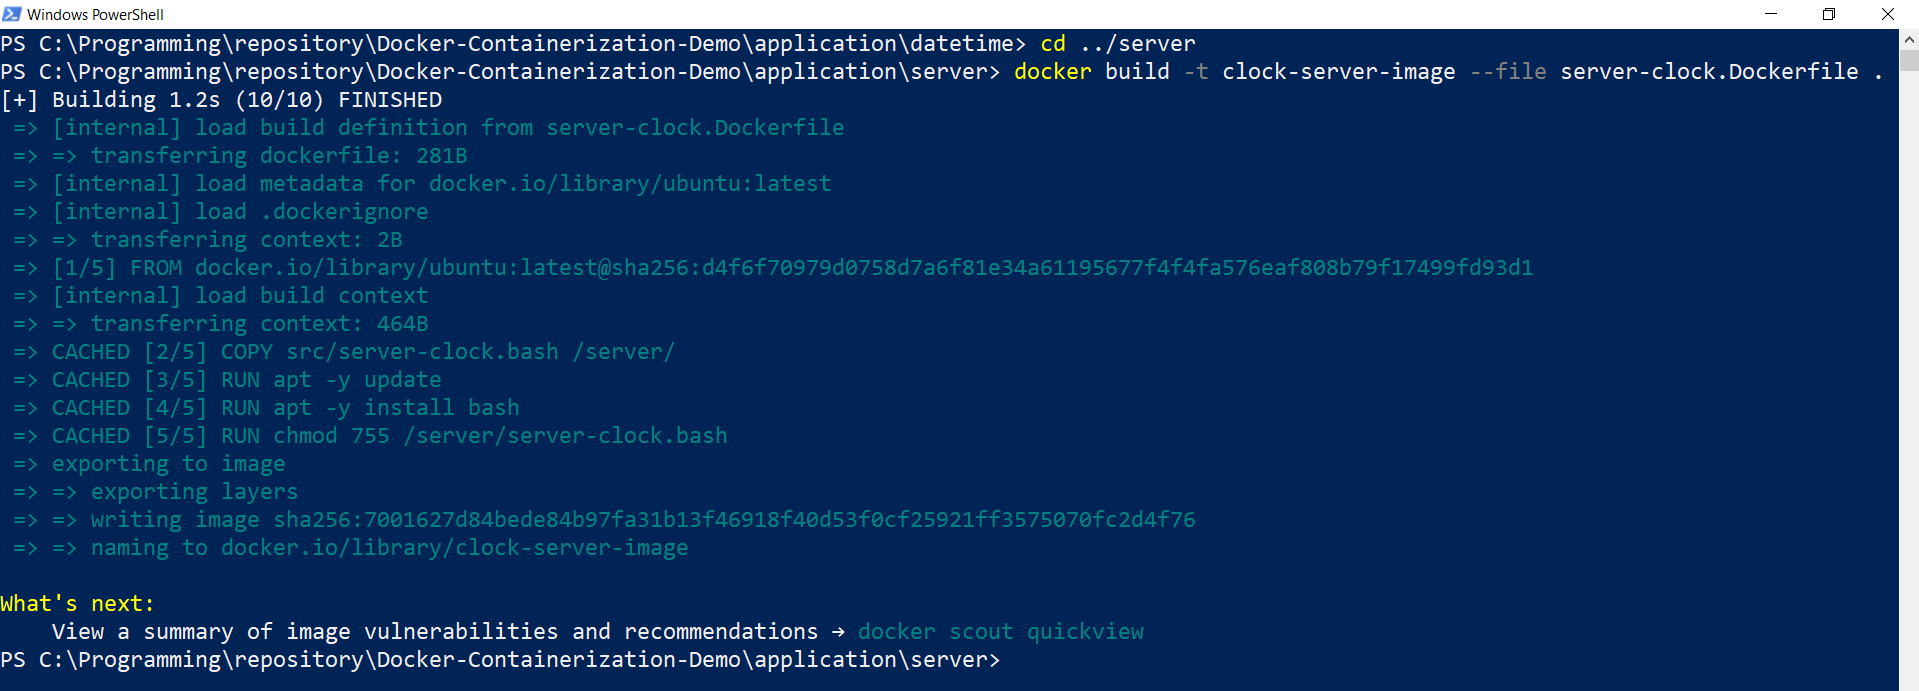 Windows PowerShell
PS C:\Programming\repository\Docker-Containerization-Demo\application\datetime> cd ../server
PS C:\Programming\repository\Docker-Containerization-Demo\application\server> docker build -t clock-server-image --file server-clock.Dockerfile .
[+] Building 1.2s (10/10) FINISHED
=> [internal] load build definition from server-clock.Dockerfile
=> => transferring dockerfile: 281B
=> [internal] load metadata for docker.io/library/ubuntu:latest
=> [internal] load .dockerignore
=> => transferring context: 2B
=> [1/5] FROM docker.io/library/ubuntu:latest@sha256:d4f6f70979d0758d7a6f81e34a61195677f4f4fa576eaf808b79f17499fd93d1
=> [internal] load build context
=> => transferring context: 464B
=> CACHED [2/5] COPY src/server-clock.bash /server/
=> CACHED [3/5] RUN apt -y update
=> CACHED [4/5] RUN apt -y install bash
=> CACHED [5/5] RUN chmod 755 /server/server-clock.bash
=> exporting to image
=> => exporting layers
=> => writing image sha256:7001627d84bede84b97fa31b13f46918f40d53f0cf25921ff3575070fc2d4f76
=> => naming to docker.io/library/clock-server-image
What's next:
View a summary of image vulnerabilities and recommendations → docker scout quickview
PS C:\Programming\repository\Docker-Containerization-Demo\application\server>